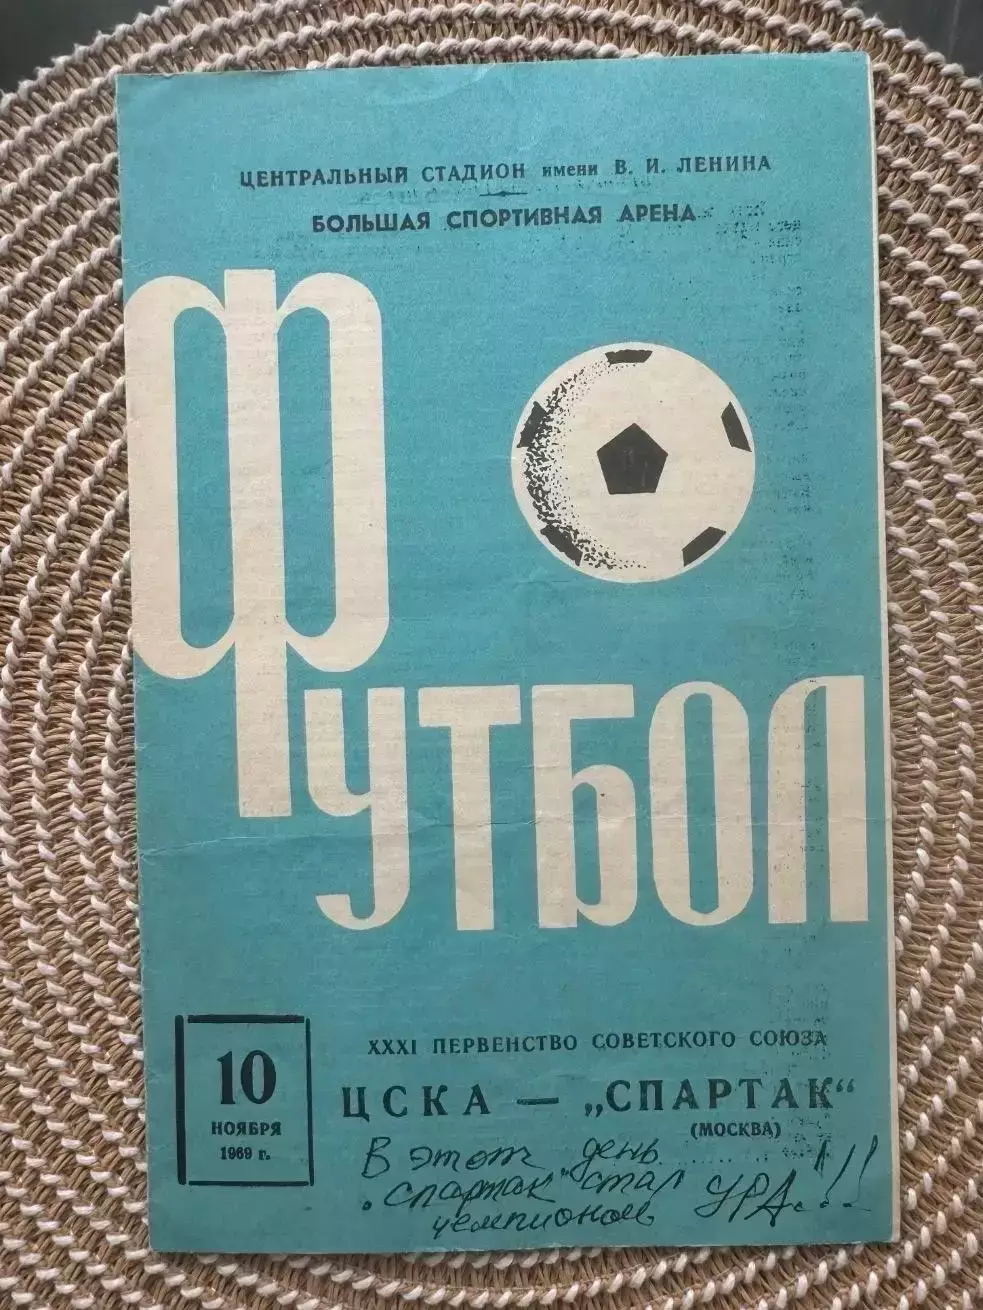 ЦЕНТРАЛЬНЫЙ СТАДИОН имени В. И. ЛЕНИНА
БОЛЬШАЯ СПОРТИВНАЯ АРЕНА
ФУТБОЛ
10
НОЯБРЯ
1969 г.
XXXI ПЕРВЕНСТВО СОВЕТСКОГО СОЮЗА
ЦСКА — „СПАРТАК“
(МОСКВА)
В этот день
„Спартак" стал
чемпионом УРА!!!